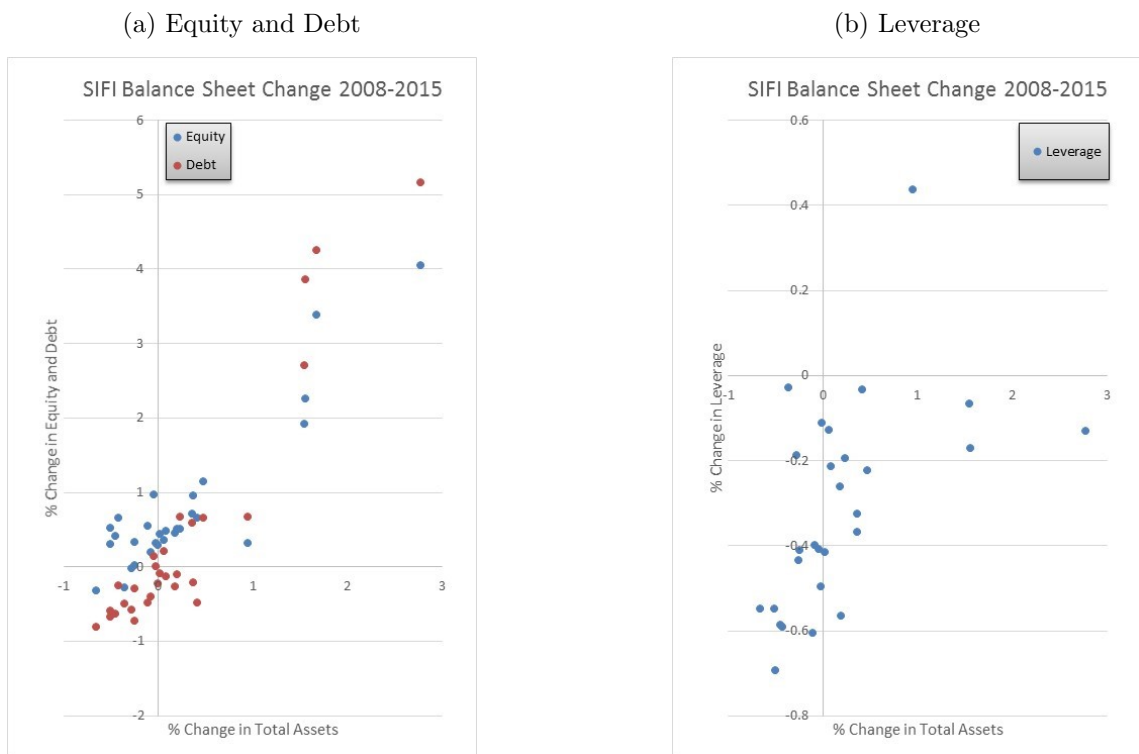 (a) Equity and Debt
SIFI Balance Sheet Change 2008-2015
6
Equity
Debt
5
4
3
2
1
0
-1
0
1
2
3
-1
-2
% Change in Equity and Debt
% Change in Total Assets
(b) Leverage
SIFI Balance Sheet Change 2008-2015
0.6
Leverage
0.4
0.2
0
-1
0
1
2
3
-0.2
-0.4
-0.6
-0.8
% Change in Leverage
% Change in Total Assets